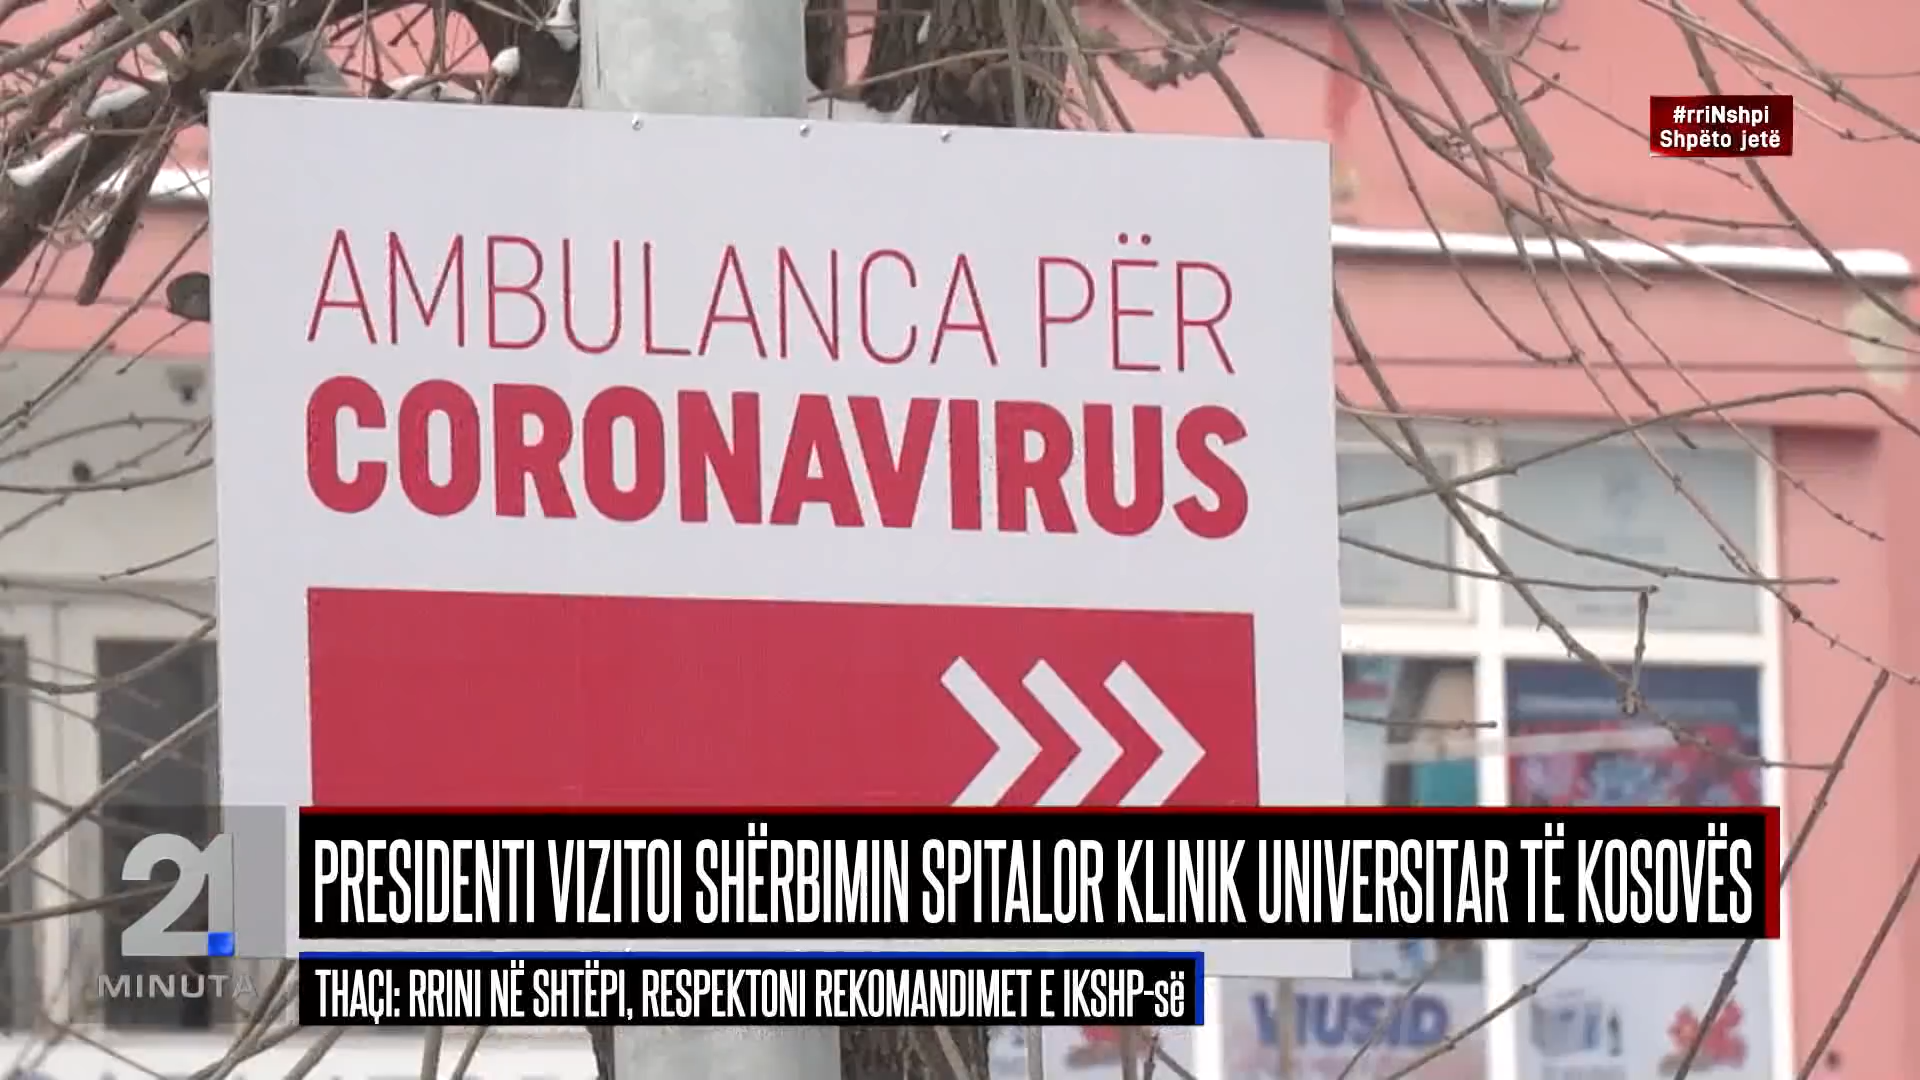 #rriNshpi
Shpëto jetë
AMBULANCA PËR
CORONAVIRUS
21
PRESIDENTI VIZITOI SHËRBIMIN SPITALOR KLINIK UNIVERSITAR TË KOSOVËS
MINUTA
THAÇI: RRINI NË SHTËPI, RESPEKTONI REKOMANDIMET E IKSHP-së
VIUSID